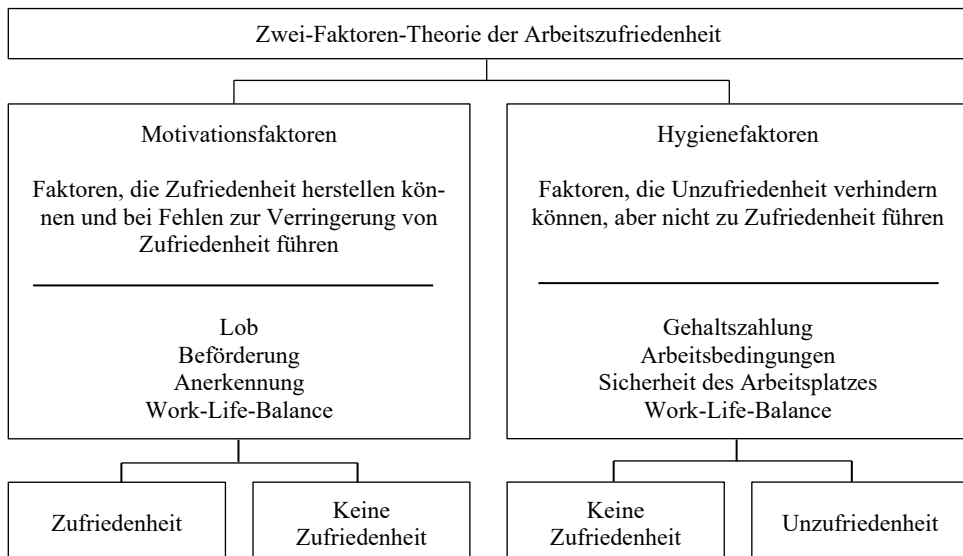 Zwei-Faktoren-Theorie der Arbeitszufriedenheit
Motivationsfaktoren
Faktoren, die Zufriedenheit herstellen kön-
nen und bei Fehlen zur Verringerung von
Zufriedenheit führen
Lob
Beförderung
Anerkennung
Work-Life-Balance
Hygienefaktoren
Faktoren, die Unzufriedenheit verhindern
können, aber nicht zu Zufriedenheit führen
Gehaltszahlung
Arbeitsbedingungen
Sicherheit des Arbeitsplatzes
Work-Life-Balance
Zufriedenheit
Keine
Zufriedenheit
Keine
Zufriedenheit
Unzufriedenheit